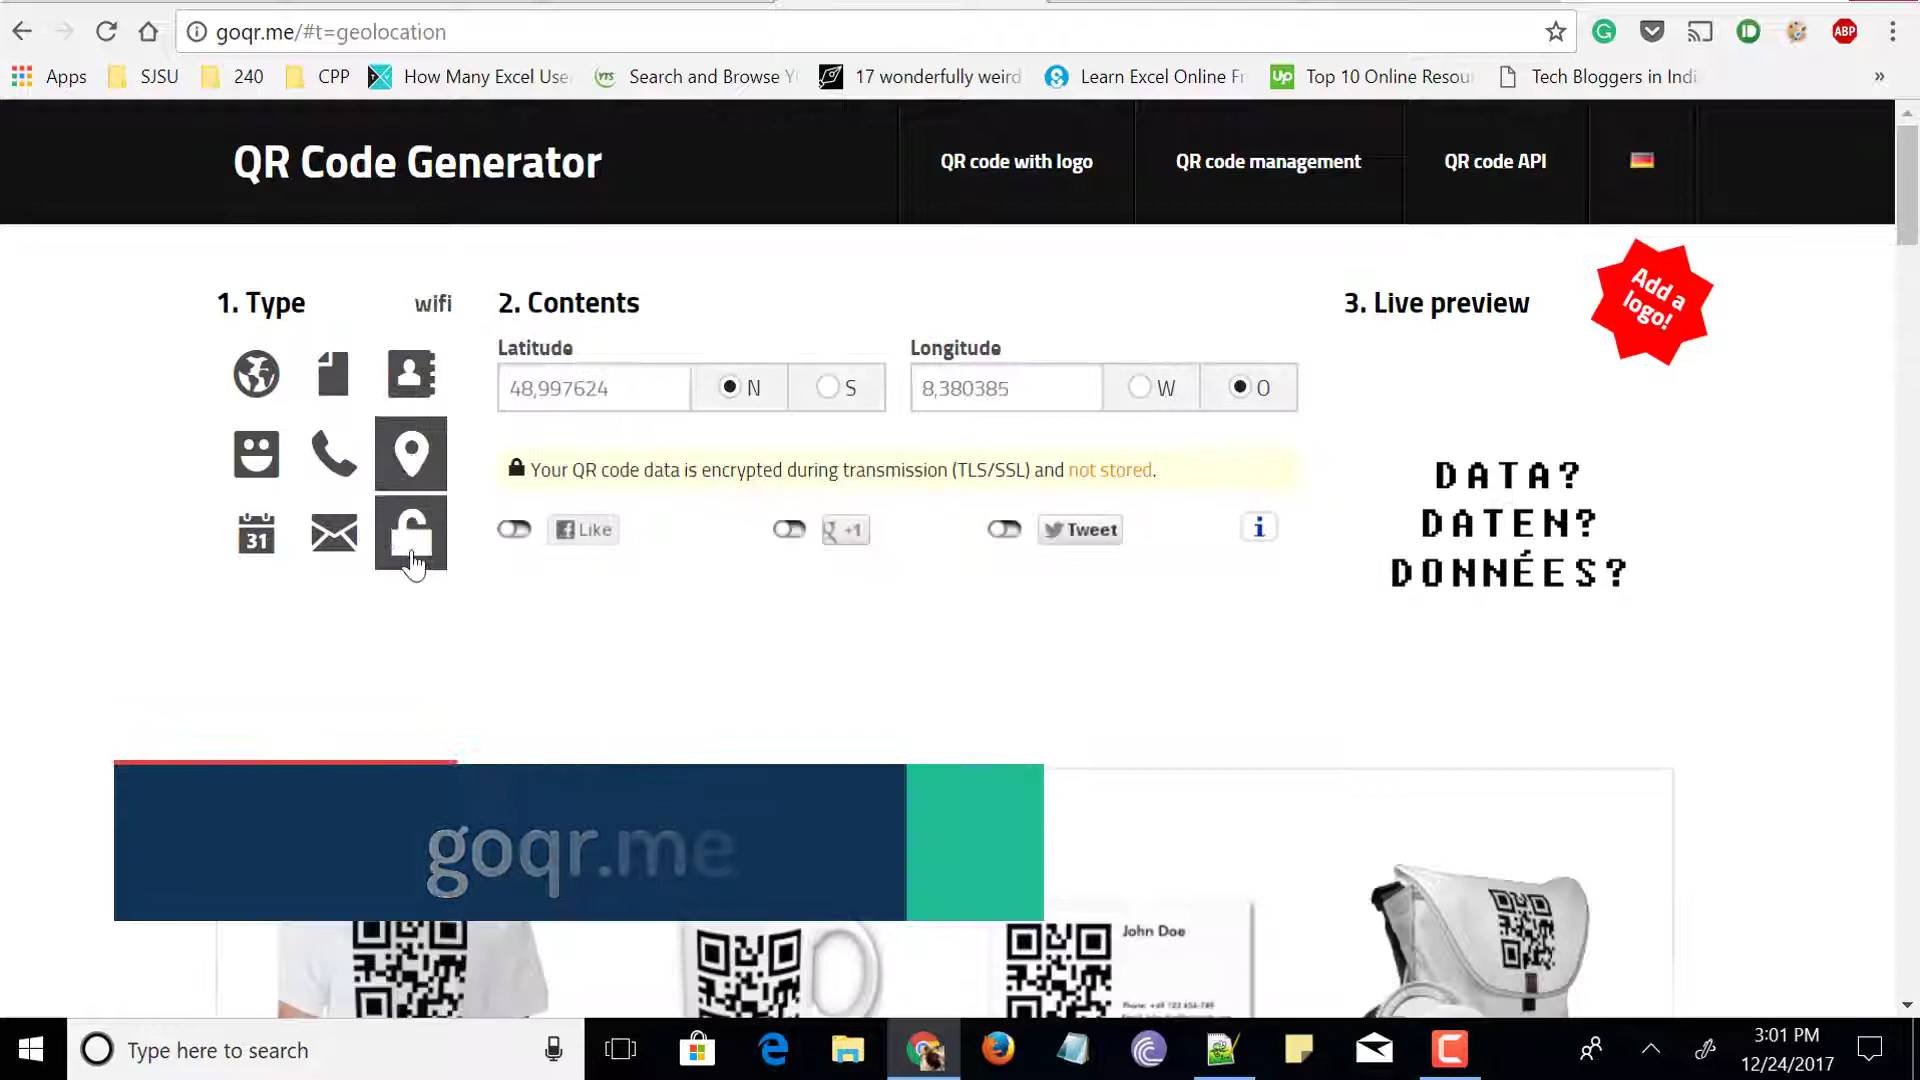 goqr.me/#t=geolocation
ABP
Apps
SJSU
240
CPP
How Many Excel Use
YTS
Search and Browse Y
17 wonderfully weird
Learn Excel Online Fr
Up
Top 10 Online Resou
Tech Bloggers in Indi
»
QR Code Generator
QR code with logo
QR code management
QR code API
1. Type
wifi
2. Contents
3. Live preview
Add a
logo!
Latitude
Longitude
48,997624
N
S
8,380385
W
O
Your QR code data is encrypted during transmission (TLS/SSL) and not stored.
31
Like
+1
Tweet
i
DATA?
DATEN?
DONNÉES?
goqr.me
John Doe
Type here to search
3:01 PM
12/24/2017